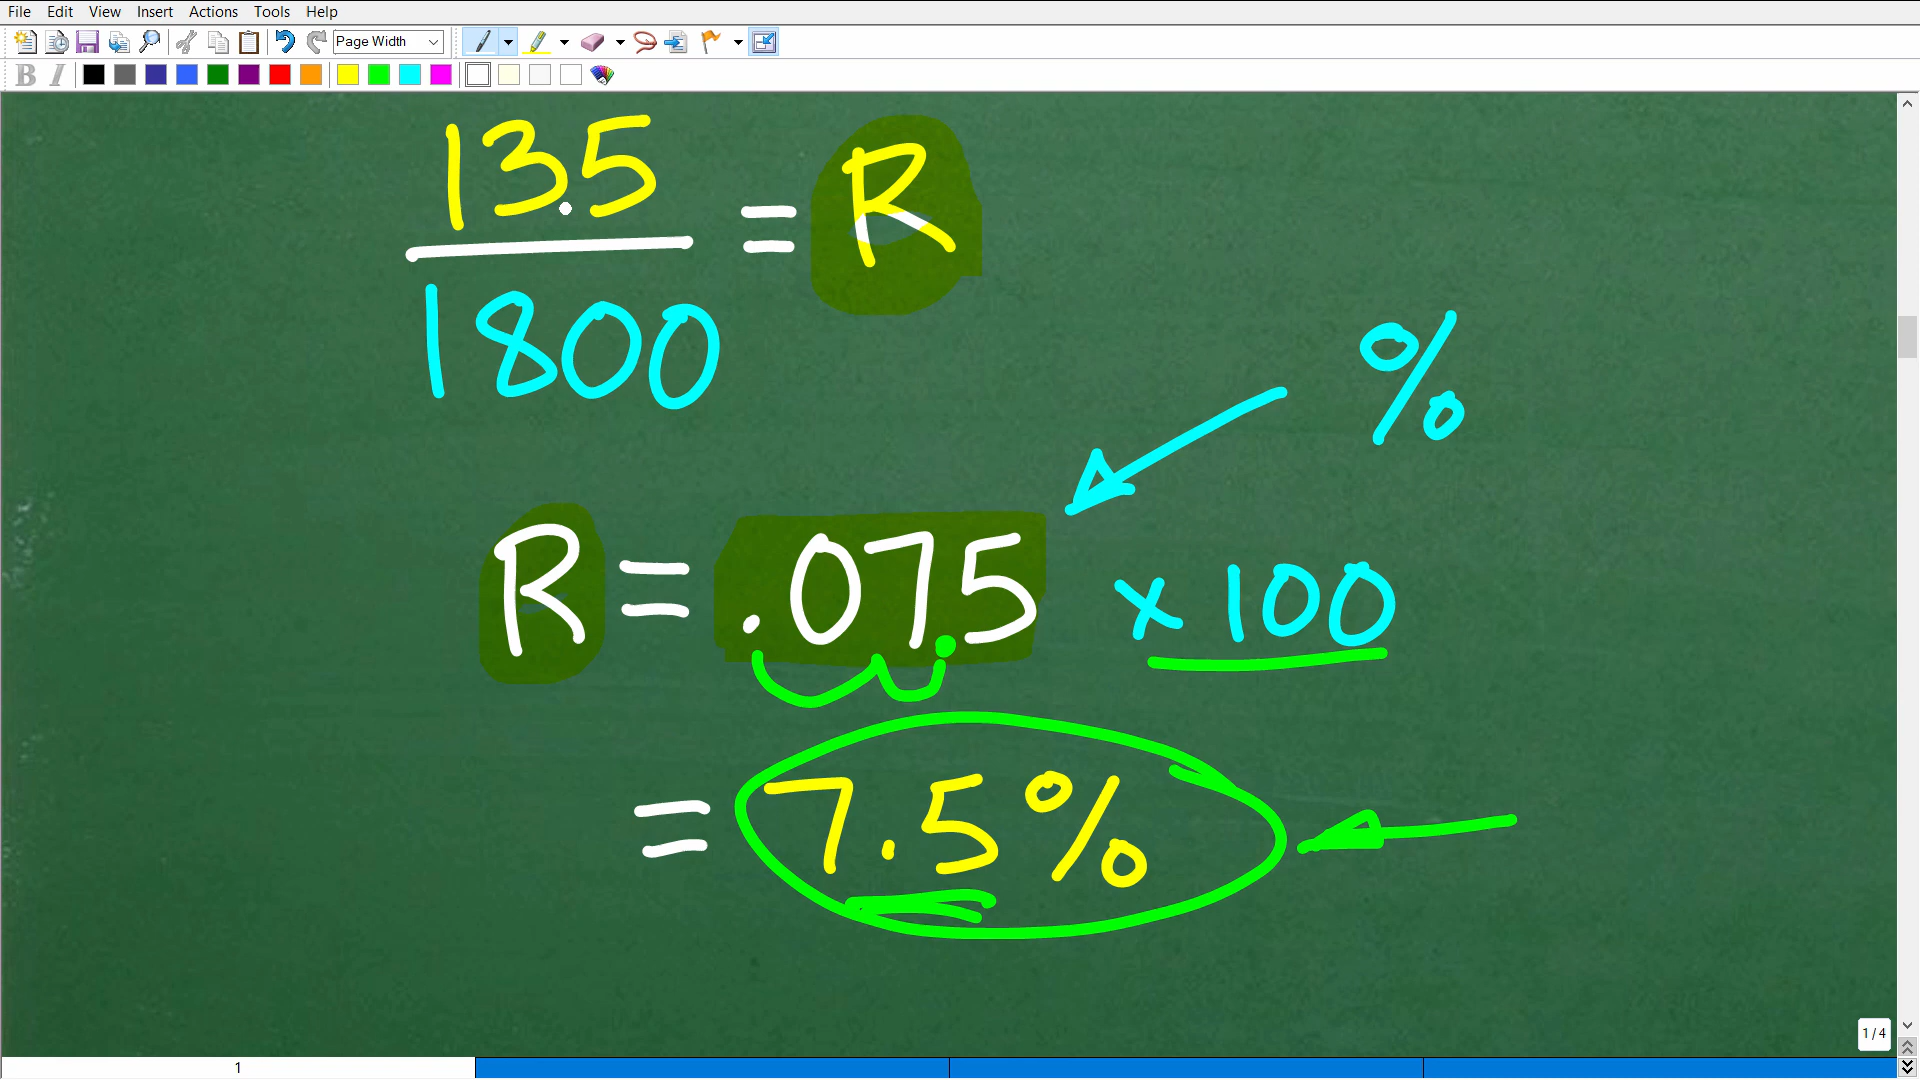 File Edit View Insert Actions Tools Help
Page Width
B I
135
= R
1800
%
R = .075 × 100
= 7.5%
1 / 4
1